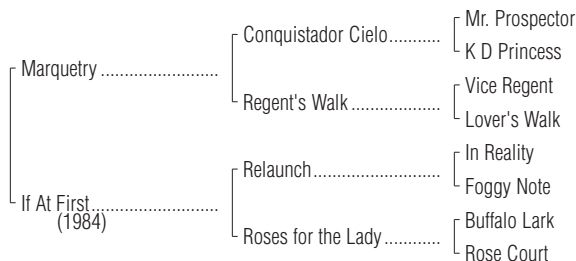 Mr. Prospector
Conquistador Cielo...........
K D Princess
Marquetry ........................
Vice Regent
Regent's Walk ..................
Lover's Walk
In Reality
Relaunch.........................
Foggy Note
If At First..........................
(1984)
Buffalo Lark
Roses for the Lady............
Rose Court